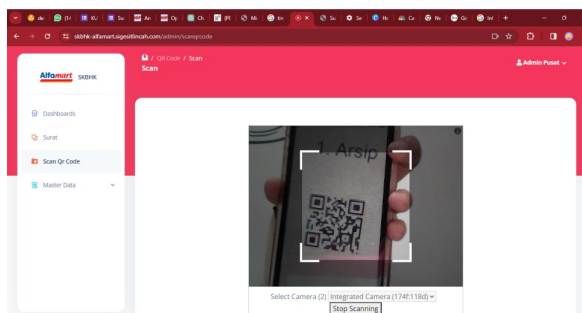 skbhk-alfamart.sigesitlincah.com/admin/scanqrcode
Alfamart SKBHK
/ QR Code / Scan
Scan
Admin Pusat
Dashboards
Surat
Scan Qr Code
Master Data
1. Arsip
Select Camera (2) Integrated Camera (174f:118d)
Stop Scanning